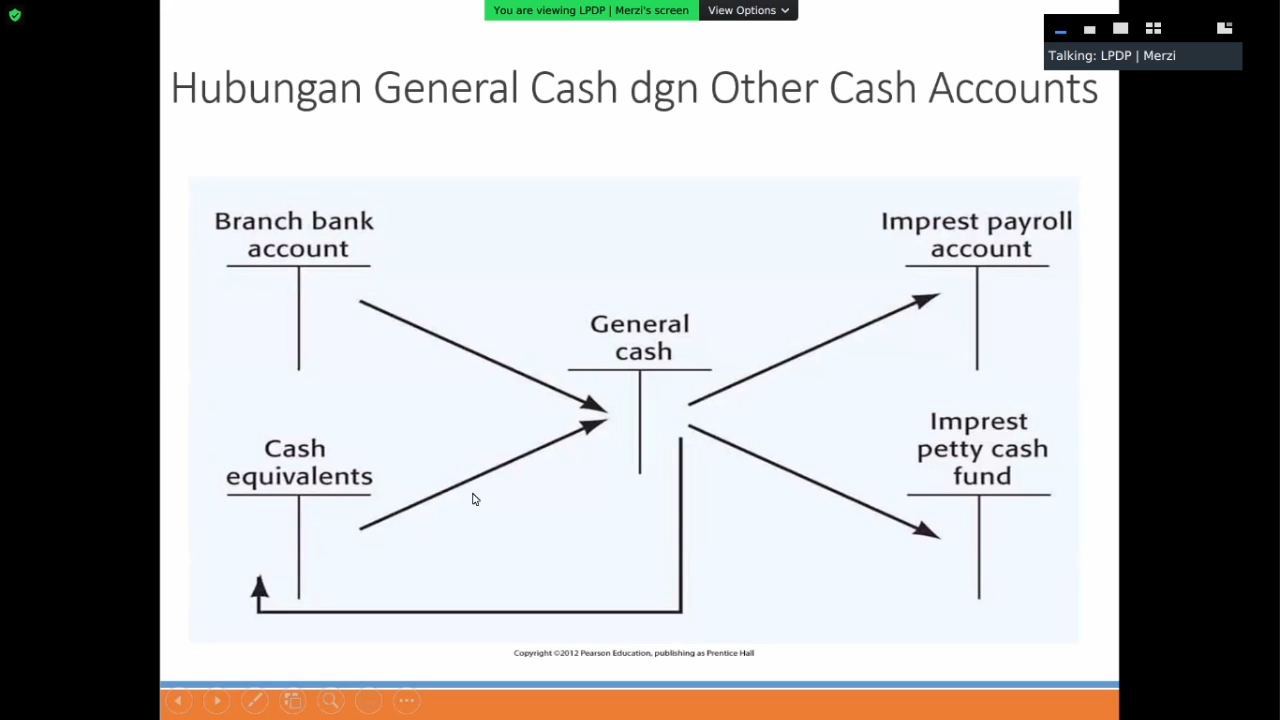 You are viewing LPDP | Merzi's screen
View Options
Talking: LPDP | Merzi
Hubungan General Cash dgn Other Cash Accounts
Branch bank
account
Imprest payroll
account
General
cash
Cash
equivalents
Imprest
petty cash
fund
Copyright ©2012 Pearson Education, publishing as Prentice Hall